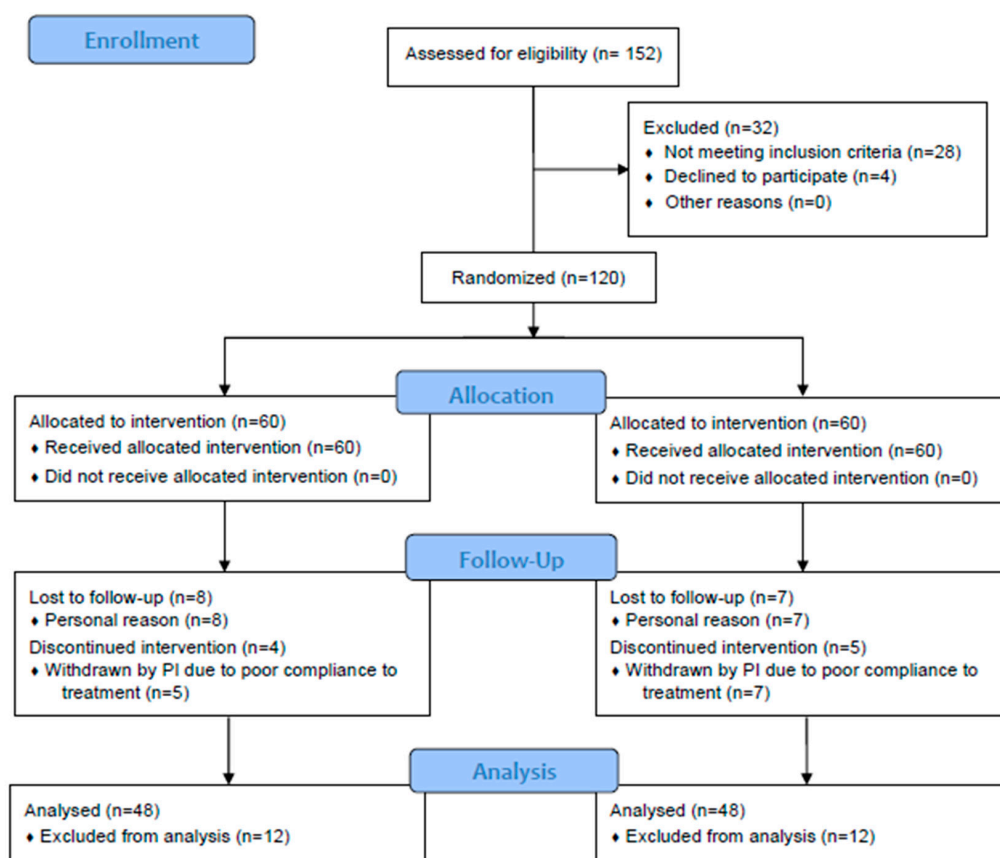 Enrollment
Assessed for eligibility (n= 152)
Excluded (n=32)
♦ Not meeting inclusion criteria (n=28)
♦ Declined to participate (n=4)
♦ Other reasons (n=0)
Randomized (n=120)
Allocation
Allocated to intervention (n=60)
♦ Received allocated intervention (n=60)
♦ Did not receive allocated intervention (n=0)
Allocated to intervention (n=60)
♦ Received allocated intervention (n=60)
♦ Did not receive allocated intervention (n=0)
Follow-Up
Lost to follow-up (n=8)
♦ Personal reason (n=8)
Discontinued intervention (n=4)
♦ Withdrawn by PI due to poor compliance to
treatment (n=5)
Lost to follow-up (n=7)
♦ Personal reason (n=7)
Discontinued intervention (n=5)
♦ Withdrawn by PI due to poor compliance to
treatment (n=7)
Analysis
Analysed (n=48)
♦ Excluded from analysis (n=12)
Analysed (n=48)
♦ Excluded from analysis (n=12)